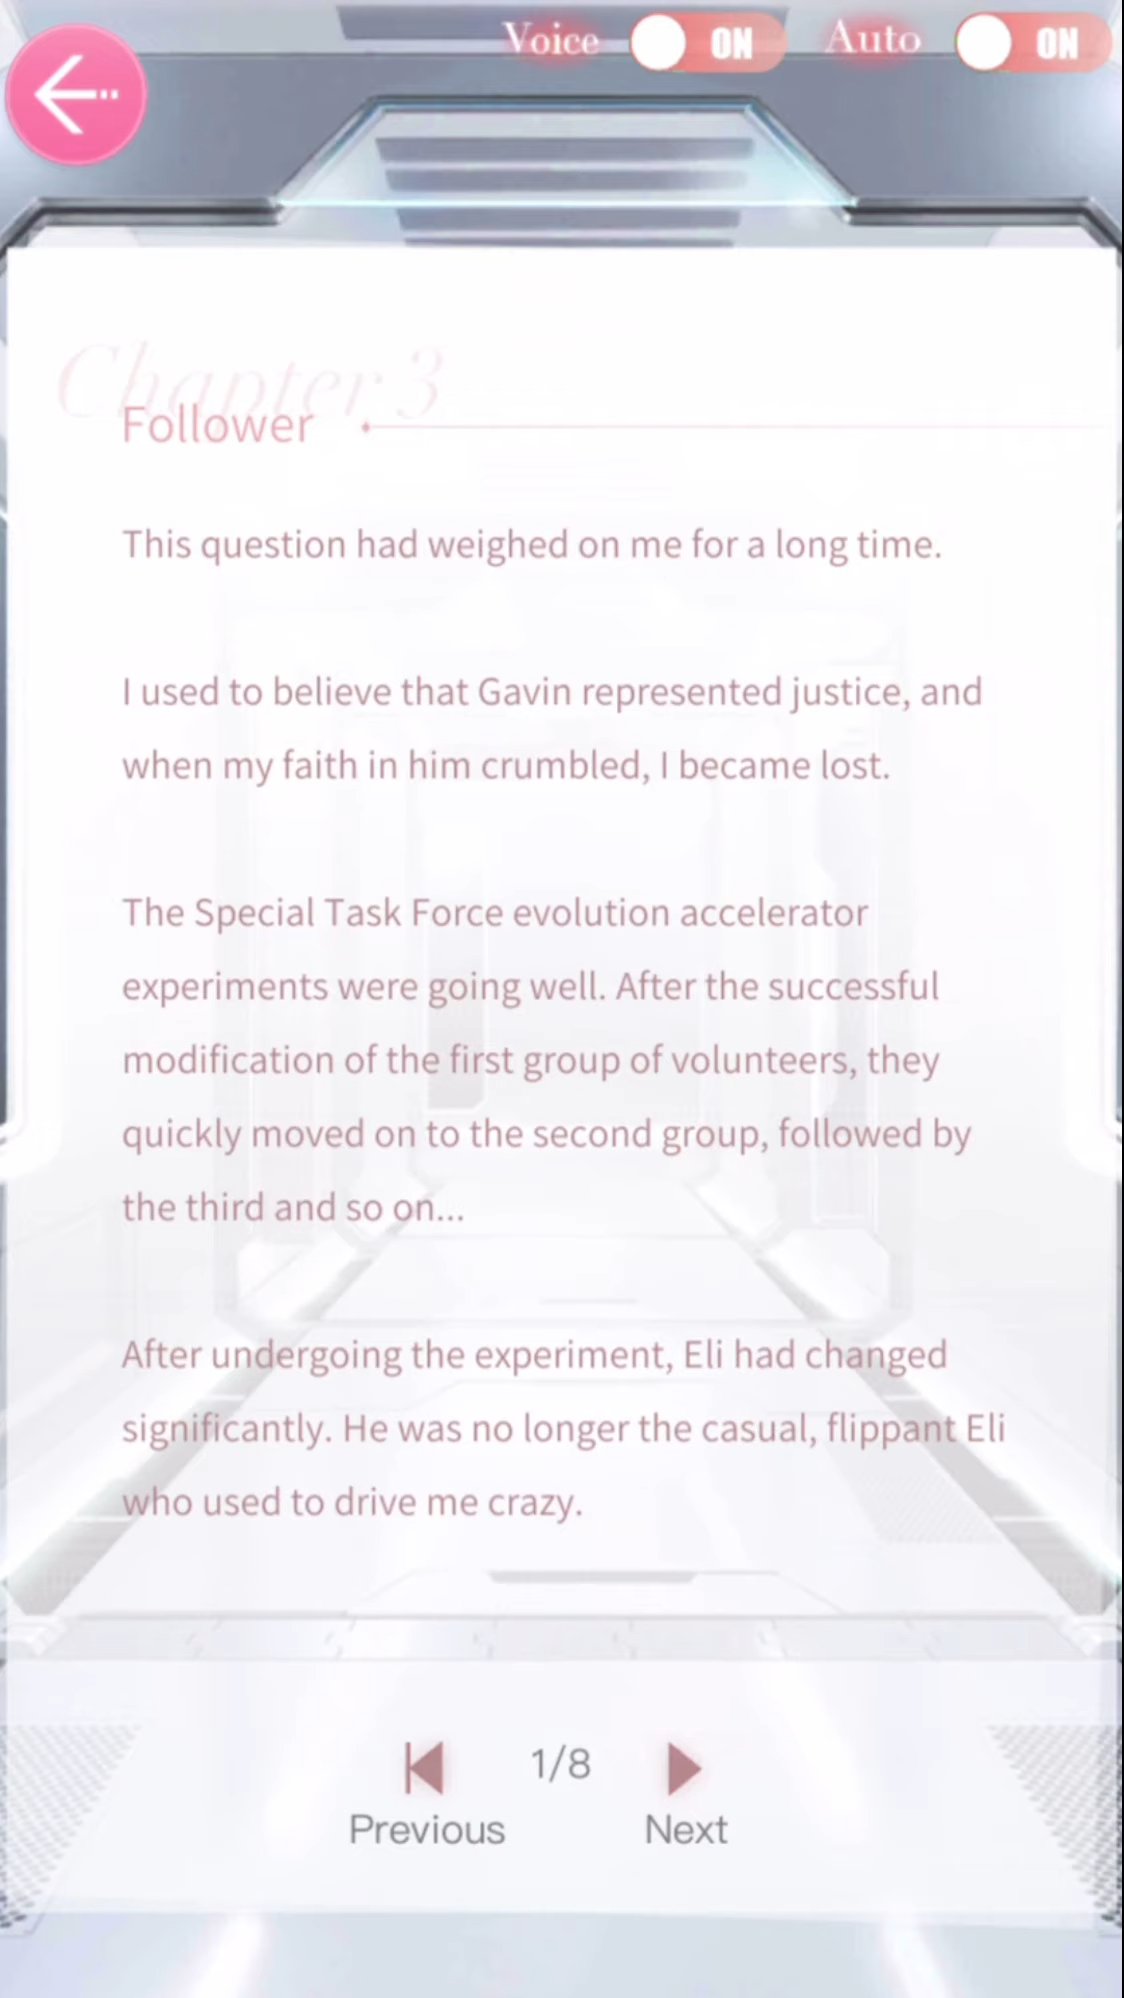 Voice ON Auto ON
Chapter 3
Follower
This question had weighed on me for a long time.
I used to believe that Gavin represented justice, and
when my faith in him crumbled, I became lost.
The Special Task Force evolution accelerator
experiments were going well. After the successful
modification of the first group of volunteers, they
quickly moved on to the second group, followed by
the third and so on...
After undergoing the experiment, Eli had changed
significantly. He was no longer the casual, flippant Eli
who used to drive me crazy.
1/8
Previous Next